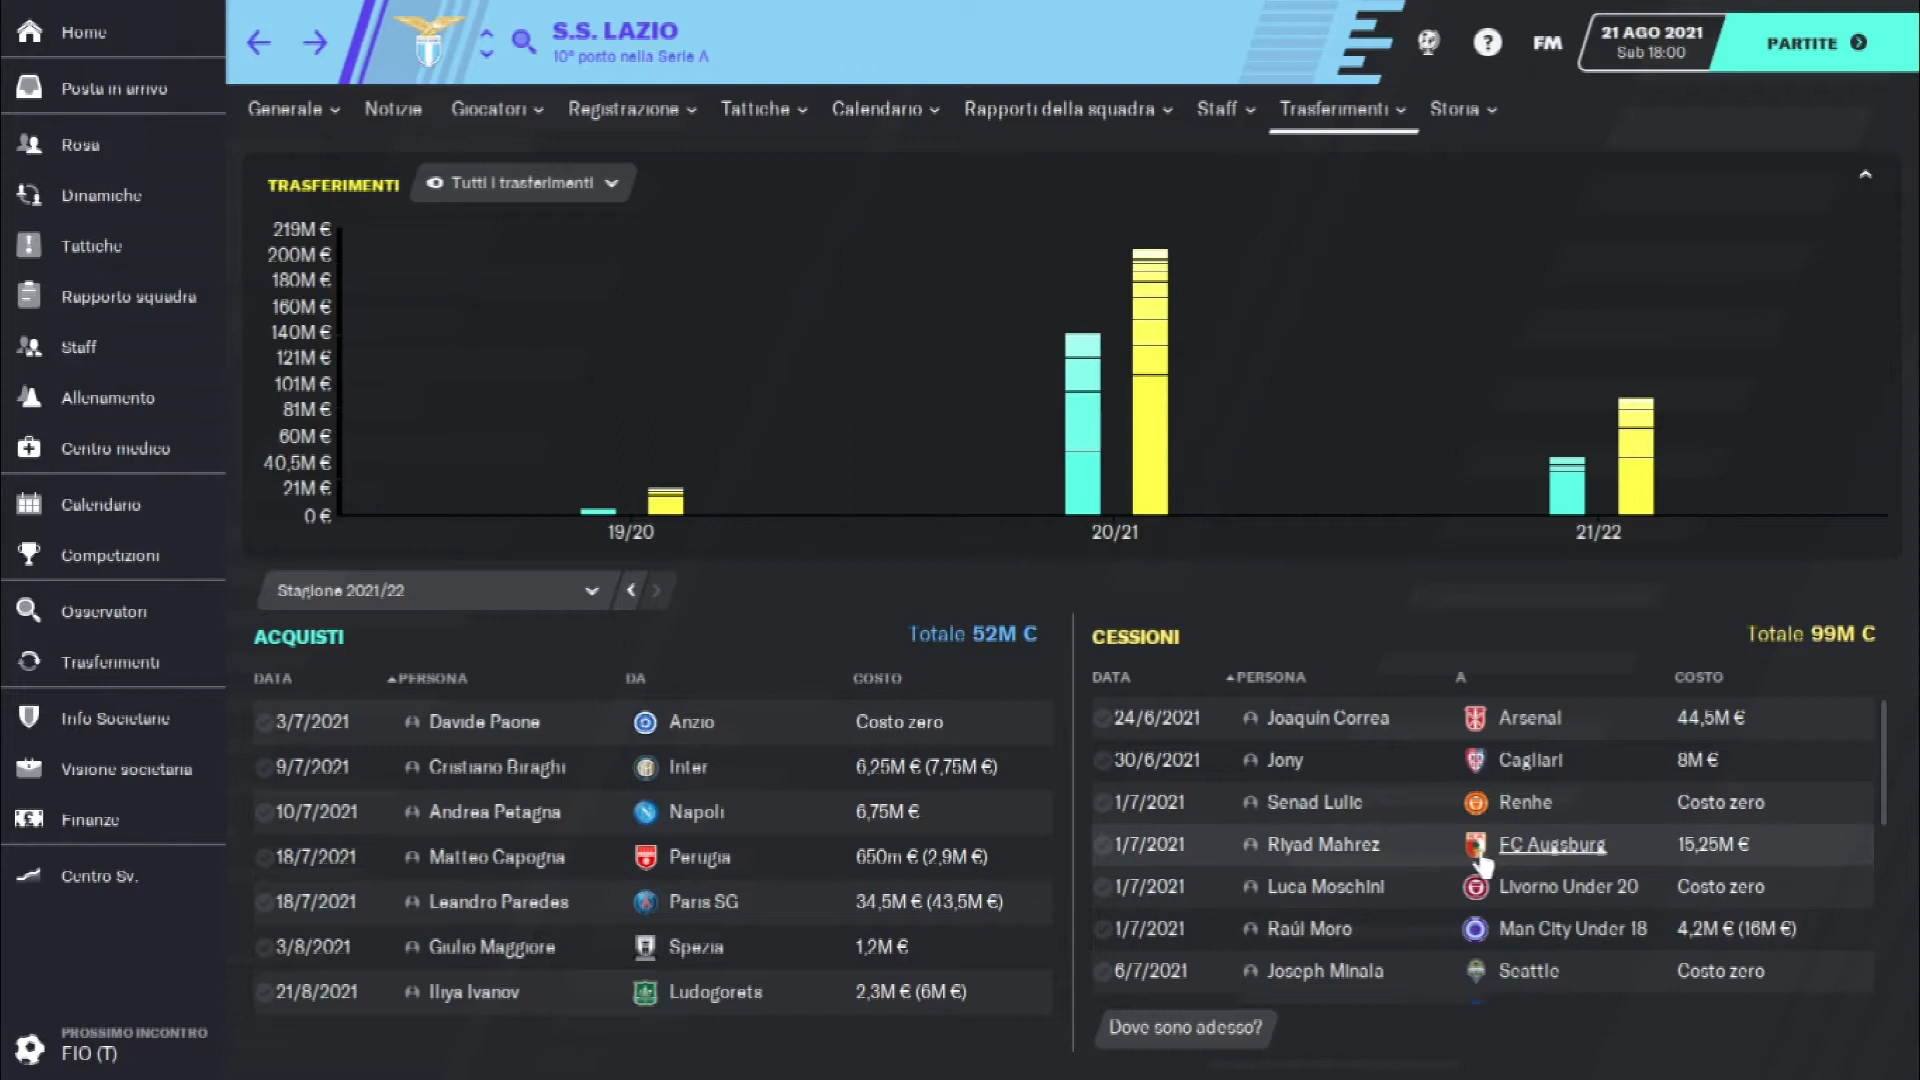 Home
Posta in arrivo
Rosa
Dinamiche
Tattiche
Rapporto squadra
Staff
Allenamento
Centro medico
Calendario
Competizioni
Osservatori
Trasferimenti
Info Societarie
Visione societaria
Finanze
Centro Sv.
PROSSIMO INCONTRO
FIO (T)
S.S. LAZIO
10° posto nella Serie A
FM
21 AGO 2021
Sab 18:00
PARTITE
Generale Notizie Giocatori Registrazione Tattiche Calendario Rapporti della squadra Staff Trasferimenti Storia
TRASFERIMENTI Tutti i trasferimenti
219M €
200M €
180M €
160M €
140M €
121M €
101M €
81M €
60M €
40,5M €
21M €
0 €
19/20 20/21 21/22
Stagione 2021/22
ACQUISTI Totale 52M €
DATA PERSONA DA COSTO
3/7/2021 Davide Paone Anzio Costo zero
9/7/2021 Cristiano Biraghi Inter 6,25M € (7,75M €)
10/7/2021 Andrea Petagna Napoli 6,75M €
18/7/2021 Matteo Capogna Perugia 650m € (2,9M €)
18/7/2021 Leandro Paredes Paris SG 34,5M € (43,5M €)
3/8/2021 Giulio Maggiore Spezia 1,2M €
21/8/2021 Iliya Ivanov Ludogorets 2,3M € (6M €)
CESSIONI Totale 99M €
DATA PERSONA A COSTO
24/6/2021 Joaquín Correa Arsenal 44,5M €
30/6/2021 Jony Cagliari 8M €
1/7/2021 Senad Lulic Renhe Costo zero
1/7/2021 Riyad Mahrez FC Augsburg 15,25M €
1/7/2021 Luca Moschini Livorno Under 20 Costo zero
1/7/2021 Raúl Moro Man City Under 18 4,2M € (16M €)
6/7/2021 Joseph Minala Seattle Costo zero
Dove sono adesso?